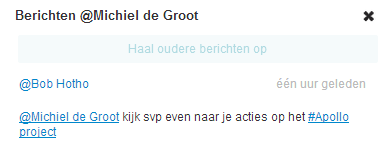 Berichten @Michiel de Groot
Haal oudere berichten op
@Bob Hotho één uur geleden
@Michiel de Groot kijk svp even naar je acties op het #Apollo
project